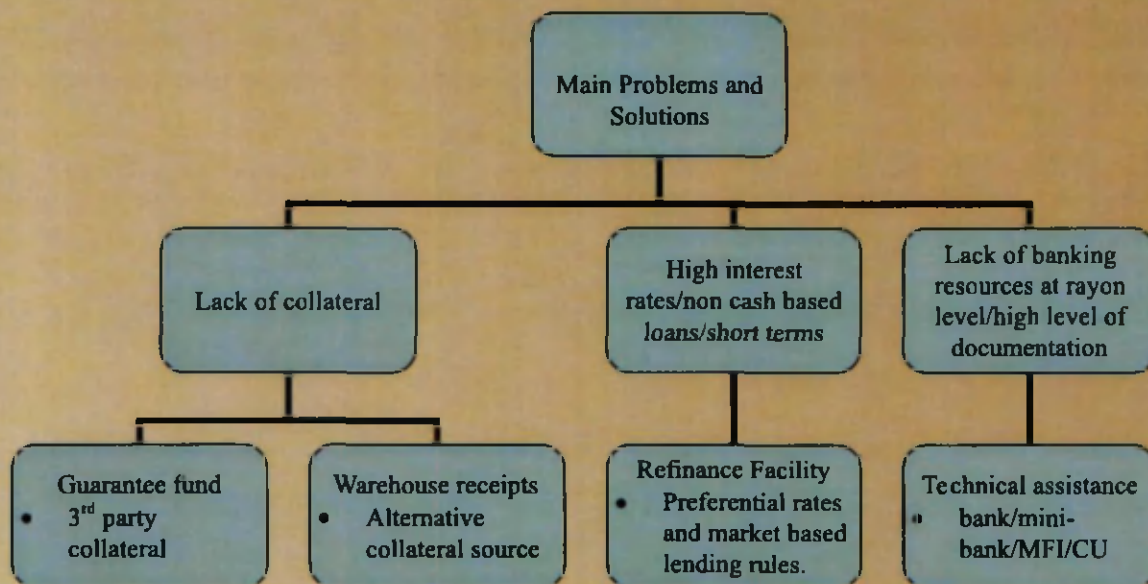 Main Problems and
Solutions
Lack of collateral
High interest
rates/non cash based
loans/short terms
Lack of banking
resources at rayon
level/high level of
documentation
Guarantee fund
• 3rd party
collateral
Warehouse receipts
• Alternative
collateral source
Refinance Facility
• Preferential rates
and market based
lending rules.
Technical assistance
• bank/mini-
bank/MFI/CU